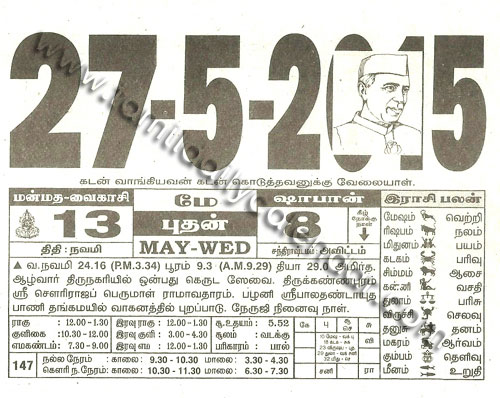 27-5-2015
www.tamildailycalendar.com
கடன் வாங்கியவன் கடன் கொடுத்தவனுக்கு வேலையாள்.
மன்மத-வைகாசி
13
திதி : நவமி
மே
புதன்
MAY-WED
ஷாபான்
8
சந்திராஷ்டமம் : அவிட்டம்
கீழ் நோக்கு நாள்
▲ வ.நவமி 24.16 (P.M.3.34) பூரம் 9.3 (A.M.9.29) தியா 29.0 அமிர்த.
ஆழ்வார் திருநகரியில் ஒன்பது கெருட ஸேவை. திருக்கண்ணபுரம்
ஸ்ரீ சௌரிராஜப் பெருமாள் ராமாவதாரம். பழனி ஸ்ரீபாலதண்டாயுத
பாணி தங்கமயில் வாகனத்தில் புறப்பாடு. நேருஜி நினைவு நாள்.
ராகு 12.00 -1.30
குளிகை :10.30 -12.00
எமகண்டம் : 7.30-9.00
இரவு ராகு : 12.00 -1.30
இரவு குளி : 3.00 -4.30
இரவு எம : 12.00 -1.30
சூ.உதயம் : 5.52
சூலம் : வடக்கு
பரிகாரம் : பால்
147
நல்ல நேரம் : காலை: 9.30 -10.30 மாலை: 3.30 -4.30
கௌரி ந.நேரம்: காலை: 10.30 -11.30 மாலை: 6.30 -7.30
கே பு சூ செ சு
வி
சனி ரா
இராசி பலன்
மேஷம் வெற்றி
ரிஷபம் நலம்
மிதுனம் பயம்
கடகம் பரிவு
சிம்மம் ஆசை
கன்னி வசதி
துலாம் பரிசு
விருச்சி செலவு
தனுசு தனம்
மகரம் ஆர்வம்
கும்பம் தெளிவு
மீனம் உறுதி